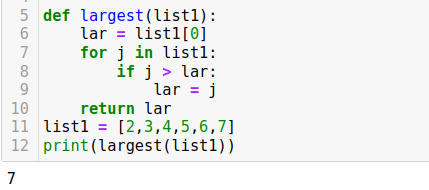 5 def largest(list1):
6     lar = list1[0]
7     for j in list1:
8         if j > lar:
9             lar = j
10     return lar
11 list1 = [2,3,4,5,6,7]
12 print(largest(list1))
7